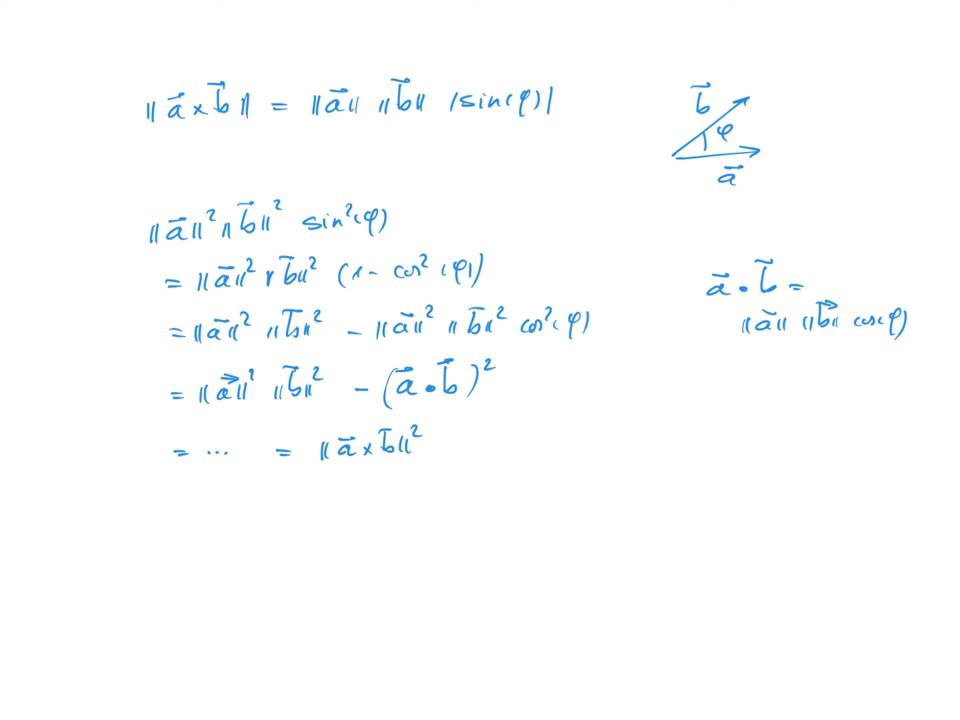 ‖a⃗ × b⃗‖ = ‖a⃗‖ ‖b⃗‖ |sin(φ)|
b⃗
φ
a⃗
‖a⃗‖² ‖b⃗‖² sin²(φ)
= ‖a⃗‖² ‖b⃗‖² (1 - cos²(φ))
= ‖a⃗‖² ‖b⃗‖² - ‖a⃗‖² ‖b⃗‖² cos²(φ)
= ‖a⃗‖² ‖b⃗‖² - (a⃗ • b⃗)²
= ... = ‖a⃗ × b⃗‖²
a⃗ • b⃗ =
‖a⃗‖ ‖b⃗‖ cos(φ)